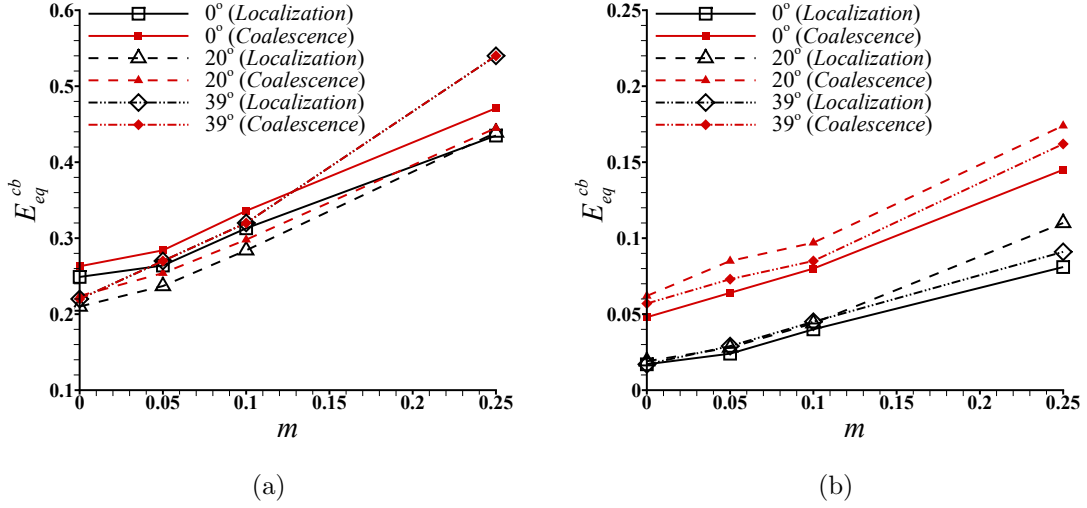 0.6
0.5
0.4
0.3
0.2
0.1
E_eq^cb
0° (Localization)
0° (Coalescence)
20° (Localization)
20° (Coalescence)
39° (Localization)
39° (Coalescence)
0 0.05 0.1 0.15 0.2 0.25
m
(a)
0.25
0.2
0.15
0.1
0.05
0
E_eq^cb
0° (Localization)
0° (Coalescence)
20° (Localization)
20° (Coalescence)
39° (Localization)
39° (Coalescence)
0 0.05 0.1 0.15 0.2 0.25
m
(b)